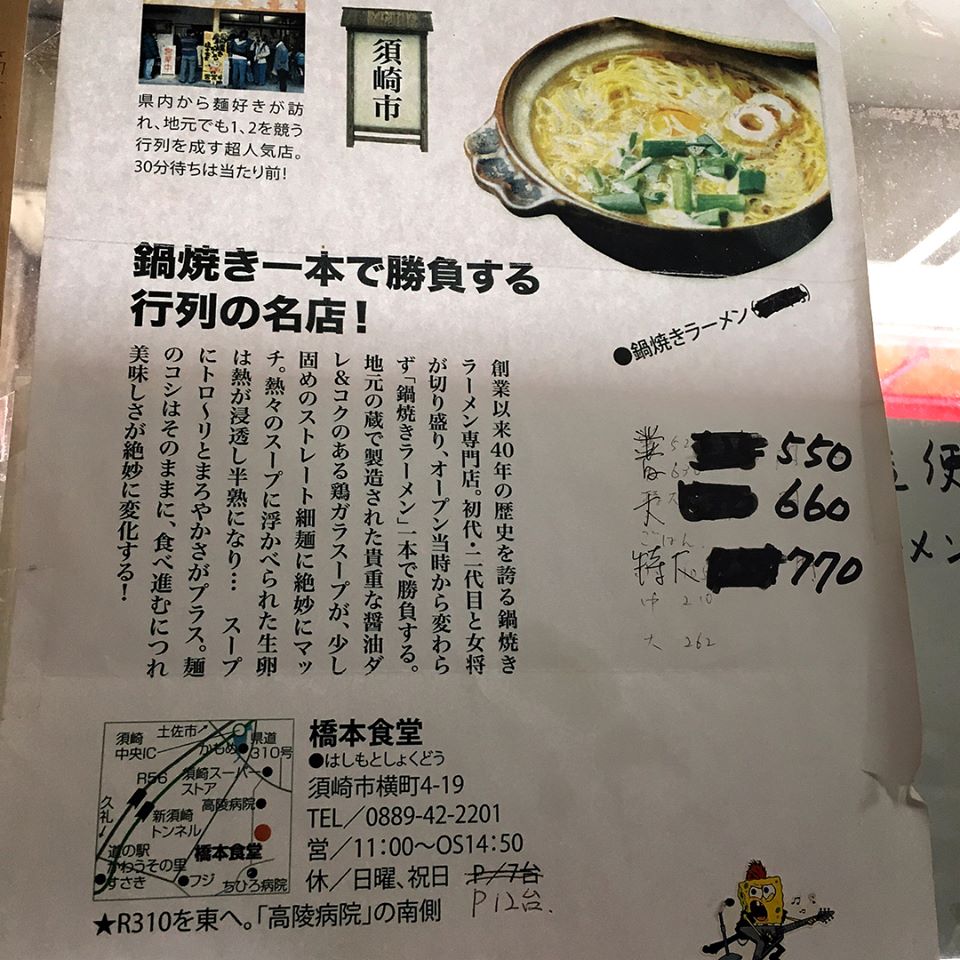 県内から麺好きが訪
れ、地元でも1、2を競う
行列を成す超人気店。
30分待ちは当たり前!
須崎市
鍋焼き一本で勝負する
行列の名店!
●鍋焼きラーメン
創業以来40年の歴史を誇る鍋焼き
ラーメン専門店。初代・二代目と女将
が切り盛り、オープン当時から変わら
ず「鍋焼きラーメン」一本で勝負する。
地元の蔵で製造された貴重な醤油ダ
レ&コクのある鶏ガラスープが、少し
固めのストレート細麺に絶妙にマッ
チ。熱々のスープに浮かべられた生卵
は熱が浸透し半熟になり… スープ
にトロ〜リとまろやかさがプラス。麺
のコシはそのままに、食べ進むにつれ
美味しさが絶妙に変化する!
550
660
ごはん
特大 770
中 210
大 262
便
メン
須崎
中央IC
土佐市
かもめ
県道
310号
R56
須崎スーパー
ストア
久礼
高陵病院
新須崎
トンネル
道の駅
かわうその里
すさき
橋本食堂
フジ
ちひろ病院
橋本食堂
●はしもとしょくどう
須崎市横町4-19
TEL/0889-42-2201
営/11:00〜OS14:50
休/日曜、祝日 P/7台
P12台.
★R310を東へ。「高陵病院」の南側